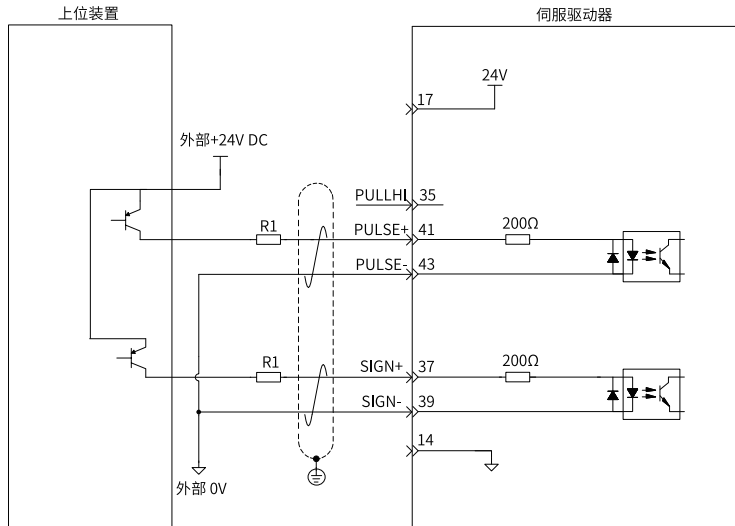 上位装置
伺服驱动器
24V
17
外部+24V DC
PULLHI 35
R1
PULSE+ 41
200Ω
PULSE- 43
R1
SIGN+ 37
200Ω
SIGN- 39
14
外部 0V